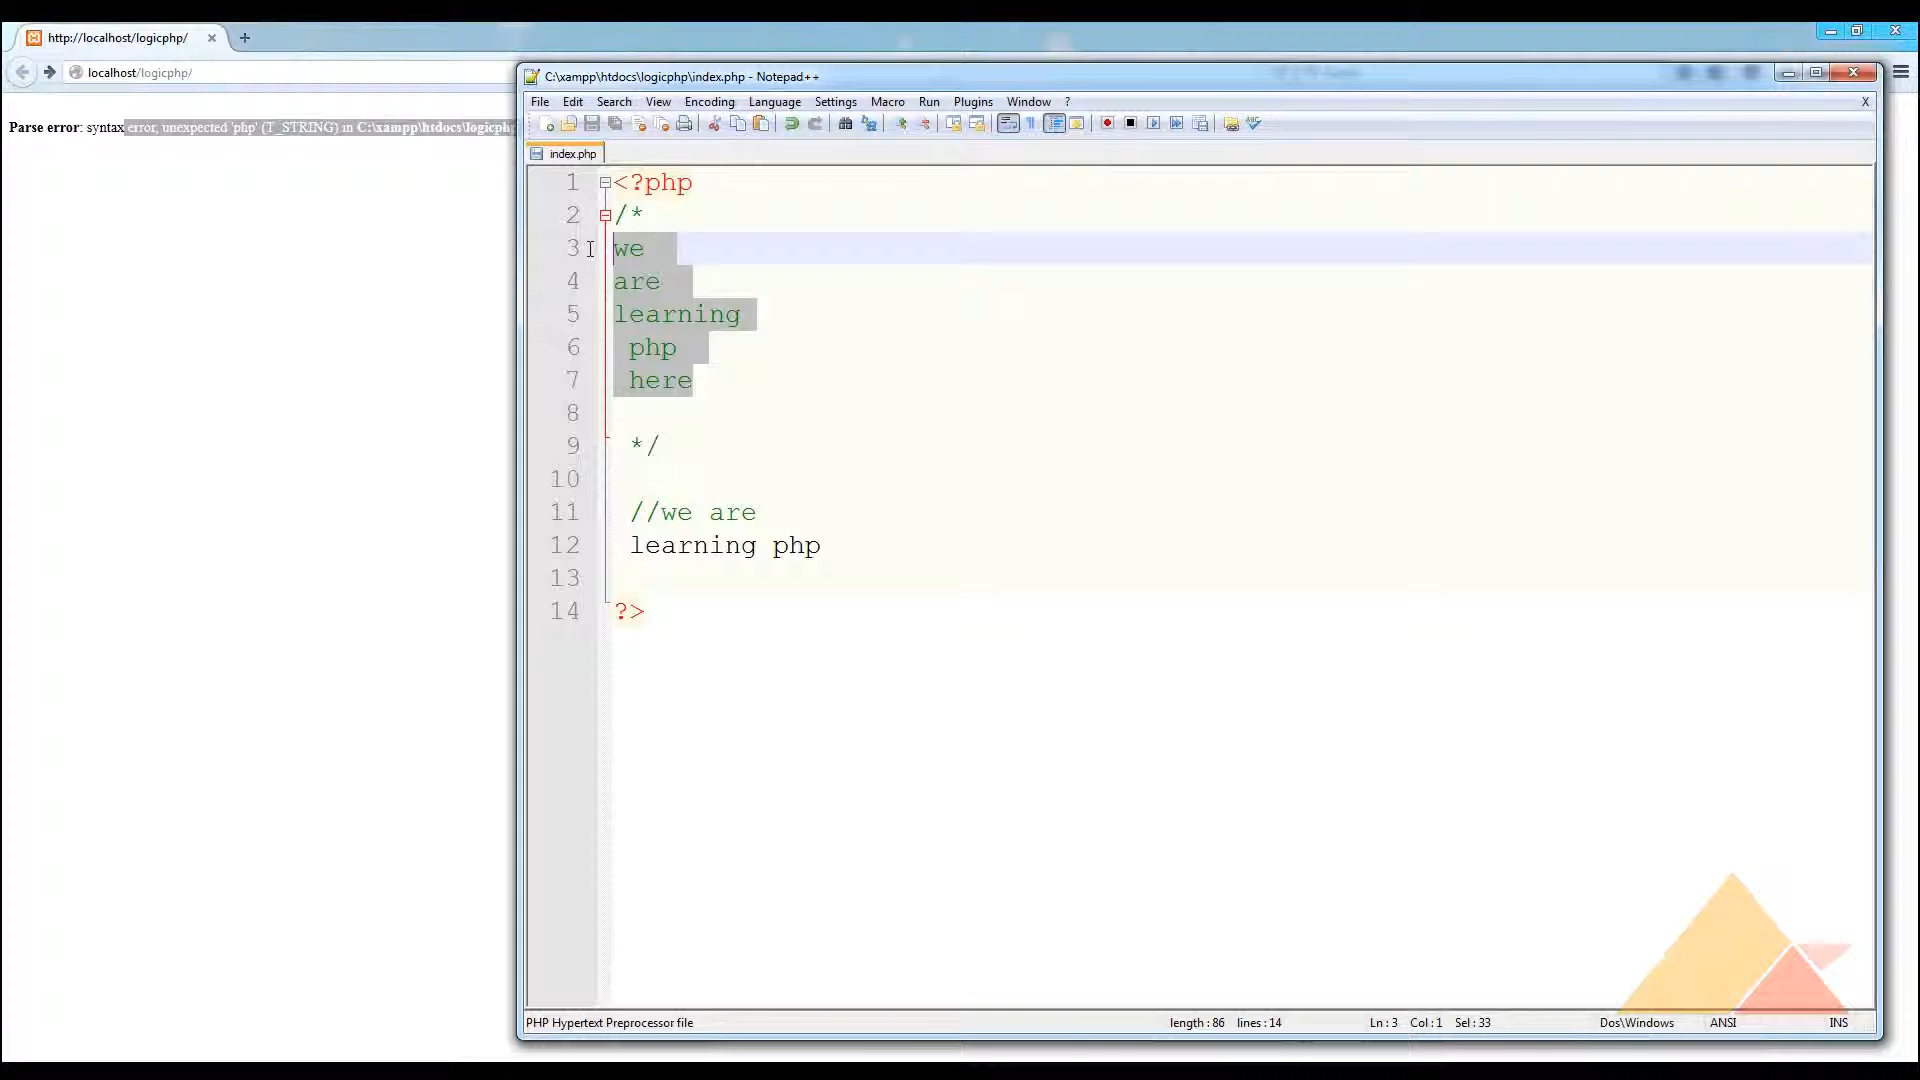 http://localhost/logicphp/
localhost/logicphp/
Parse error: syntax error, unexpected 'php' (T_STRING) in C:\xampp\htdocs\logicph
C:\xampp\htdocs\logicphp\index.php - Notepad++
File Edit Search View Encoding Language Settings Macro Run Plugins Window ? X
index.php
1 <?php
2 /*
3 we
4 are
5 learning
6 php
7 here
8
9 */
10
11 //we are
12 learning php
13
14 ?>
PHP Hypertext Preprocessor file length : 86 lines : 14 Ln : 3 Col : 1 Sel : 33 Dos\Windows ANSI INS